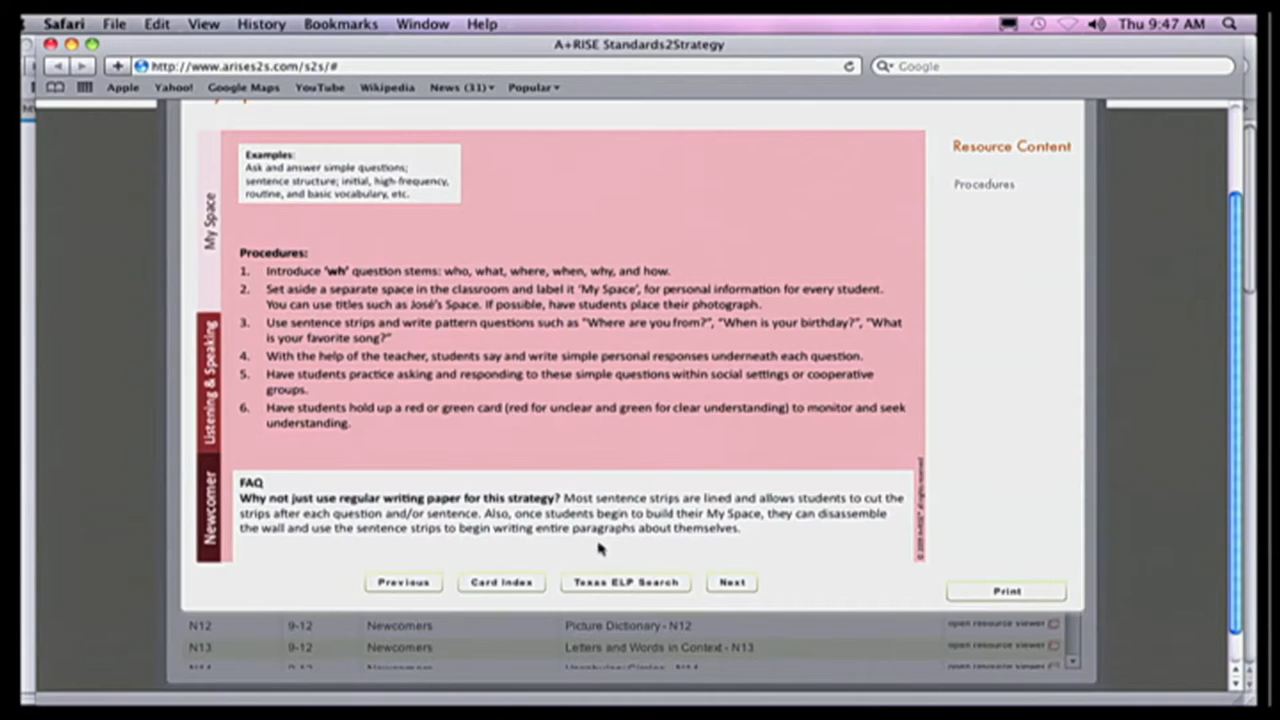 Safari File Edit View History Bookmarks Window Help Thu 9:47 AM
A+RISE Standards2Strategy
http://www.arises2s.com/s2s/# Google
Apple Yahoo! Google Maps YouTube Wikipedia News (31) Popular
Resource Content
Procedures
Examples:
Ask and answer simple questions;
sentence structure; initial, high-frequency,
routine, and basic vocabulary, etc.
My Space
Listening & Speaking
Newcomer
Procedures:
1. Introduce 'wh' question stems: who, what, where, when, why, and how.
2. Set aside a separate space in the classroom and label it 'My Space', for personal information for every student.
You can use titles such as José's Space. If possible, have students place their photograph.
3. Use sentence strips and write pattern questions such as "Where are you from?", "When is your birthday?", "What
is your favorite song?"
4. With the help of the teacher, students say and write simple personal responses underneath each question.
5. Have students practice asking and responding to these simple questions within social settings or cooperative
groups.
6. Have students hold up a red or green card (red for unclear and green for clear understanding) to monitor and seek
understanding.
FAQ
Why not just use regular writing paper for this strategy? Most sentence strips are lined and allows students to cut the
strips after each question and/or sentence. Also, once students begin to build their My Space, they can disassemble
the wall and use the sentence strips to begin writing entire paragraphs about themselves.
Previous Card Index Texas ELP Search Next
Print
N12 9-12 Newcomers Picture Dictionary - N12 open resource viewer
N13 9-12 Newcomers Letters and Words in Context - N13 open resource viewer